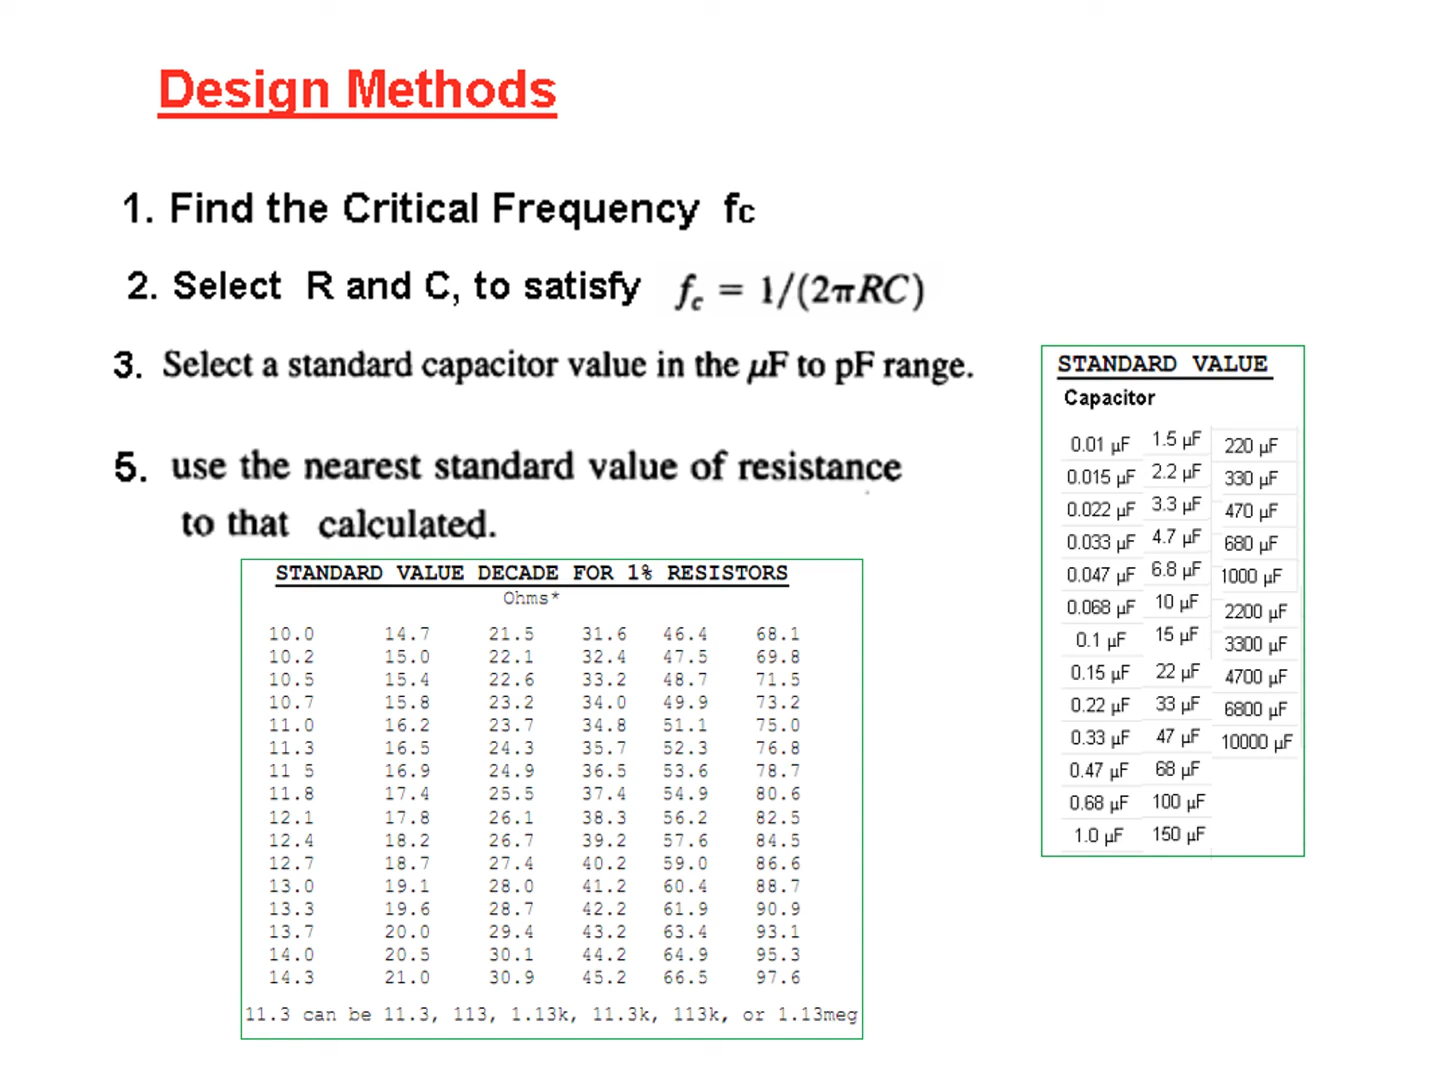 Design Methods
1. Find the Critical Frequency fc
2. Select R and C, to satisfy fc = 1/(2πRC)
3. Select a standard capacitor value in the µF to pF range.
5. use the nearest standard value of resistance
to that calculated.
STANDARD VALUE DECADE FOR 1% RESISTORS
Ohms*
10.0 14.7 21.5 31.6 46.4 68.1
10.2 15.0 22.1 32.4 47.5 69.8
10.5 15.4 22.6 33.2 48.7 71.5
10.7 15.8 23.2 34.0 49.9 73.2
11.0 16.2 23.7 34.8 51.1 75.0
11.3 16.5 24.3 35.7 52.3 76.8
11 5 16.9 24.9 36.5 53.6 78.7
11.8 17.4 25.5 37.4 54.9 80.6
12.1 17.8 26.1 38.3 56.2 82.5
12.4 18.2 26.7 39.2 57.6 84.5
12.7 18.7 27.4 40.2 59.0 86.6
13.0 19.1 28.0 41.2 60.4 88.7
13.3 19.6 28.7 42.2 61.9 90.9
13.7 20.0 29.4 43.2 63.4 93.1
14.0 20.5 30.1 44.2 64.9 95.3
14.3 21.0 30.9 45.2 66.5 97.6
11.3 can be 11.3, 113, 1.13k, 11.3k, 113k, or 1.13meg
STANDARD VALUE
Capacitor
0.01 µF 1.5 µF 220 µF
0.015 µF 2.2 µF 330 µF
0.022 µF 3.3 µF 470 µF
0.033 µF 4.7 µF 680 µF
0.047 µF 6.8 µF 1000 µF
0.068 µF 10 µF 2200 µF
0.1 µF 15 µF 3300 µF
0.15 µF 22 µF 4700 µF
0.22 µF 33 µF 6800 µF
0.33 µF 47 µF 10000 µF
0.47 µF 68 µF
0.68 µF 100 µF
1.0 µF 150 µF